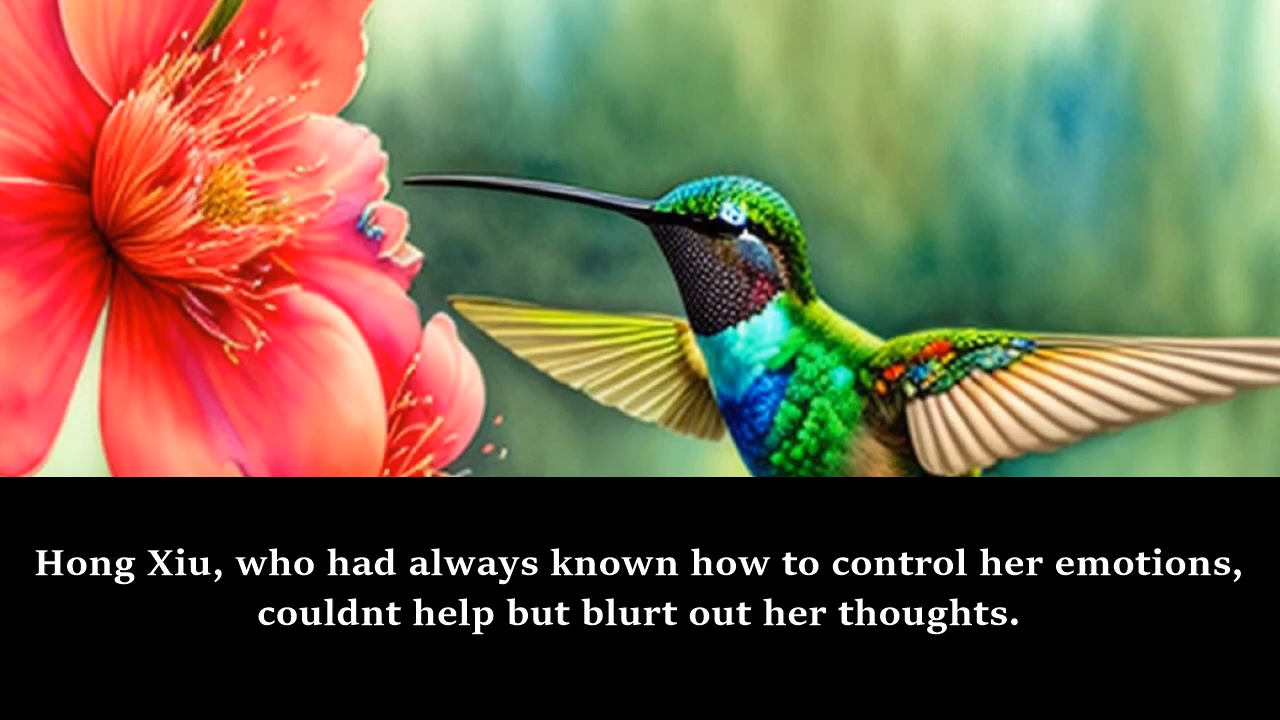 Hong Xiu, who had always known how to control her emotions,
couldnt help but blurt out her thoughts.